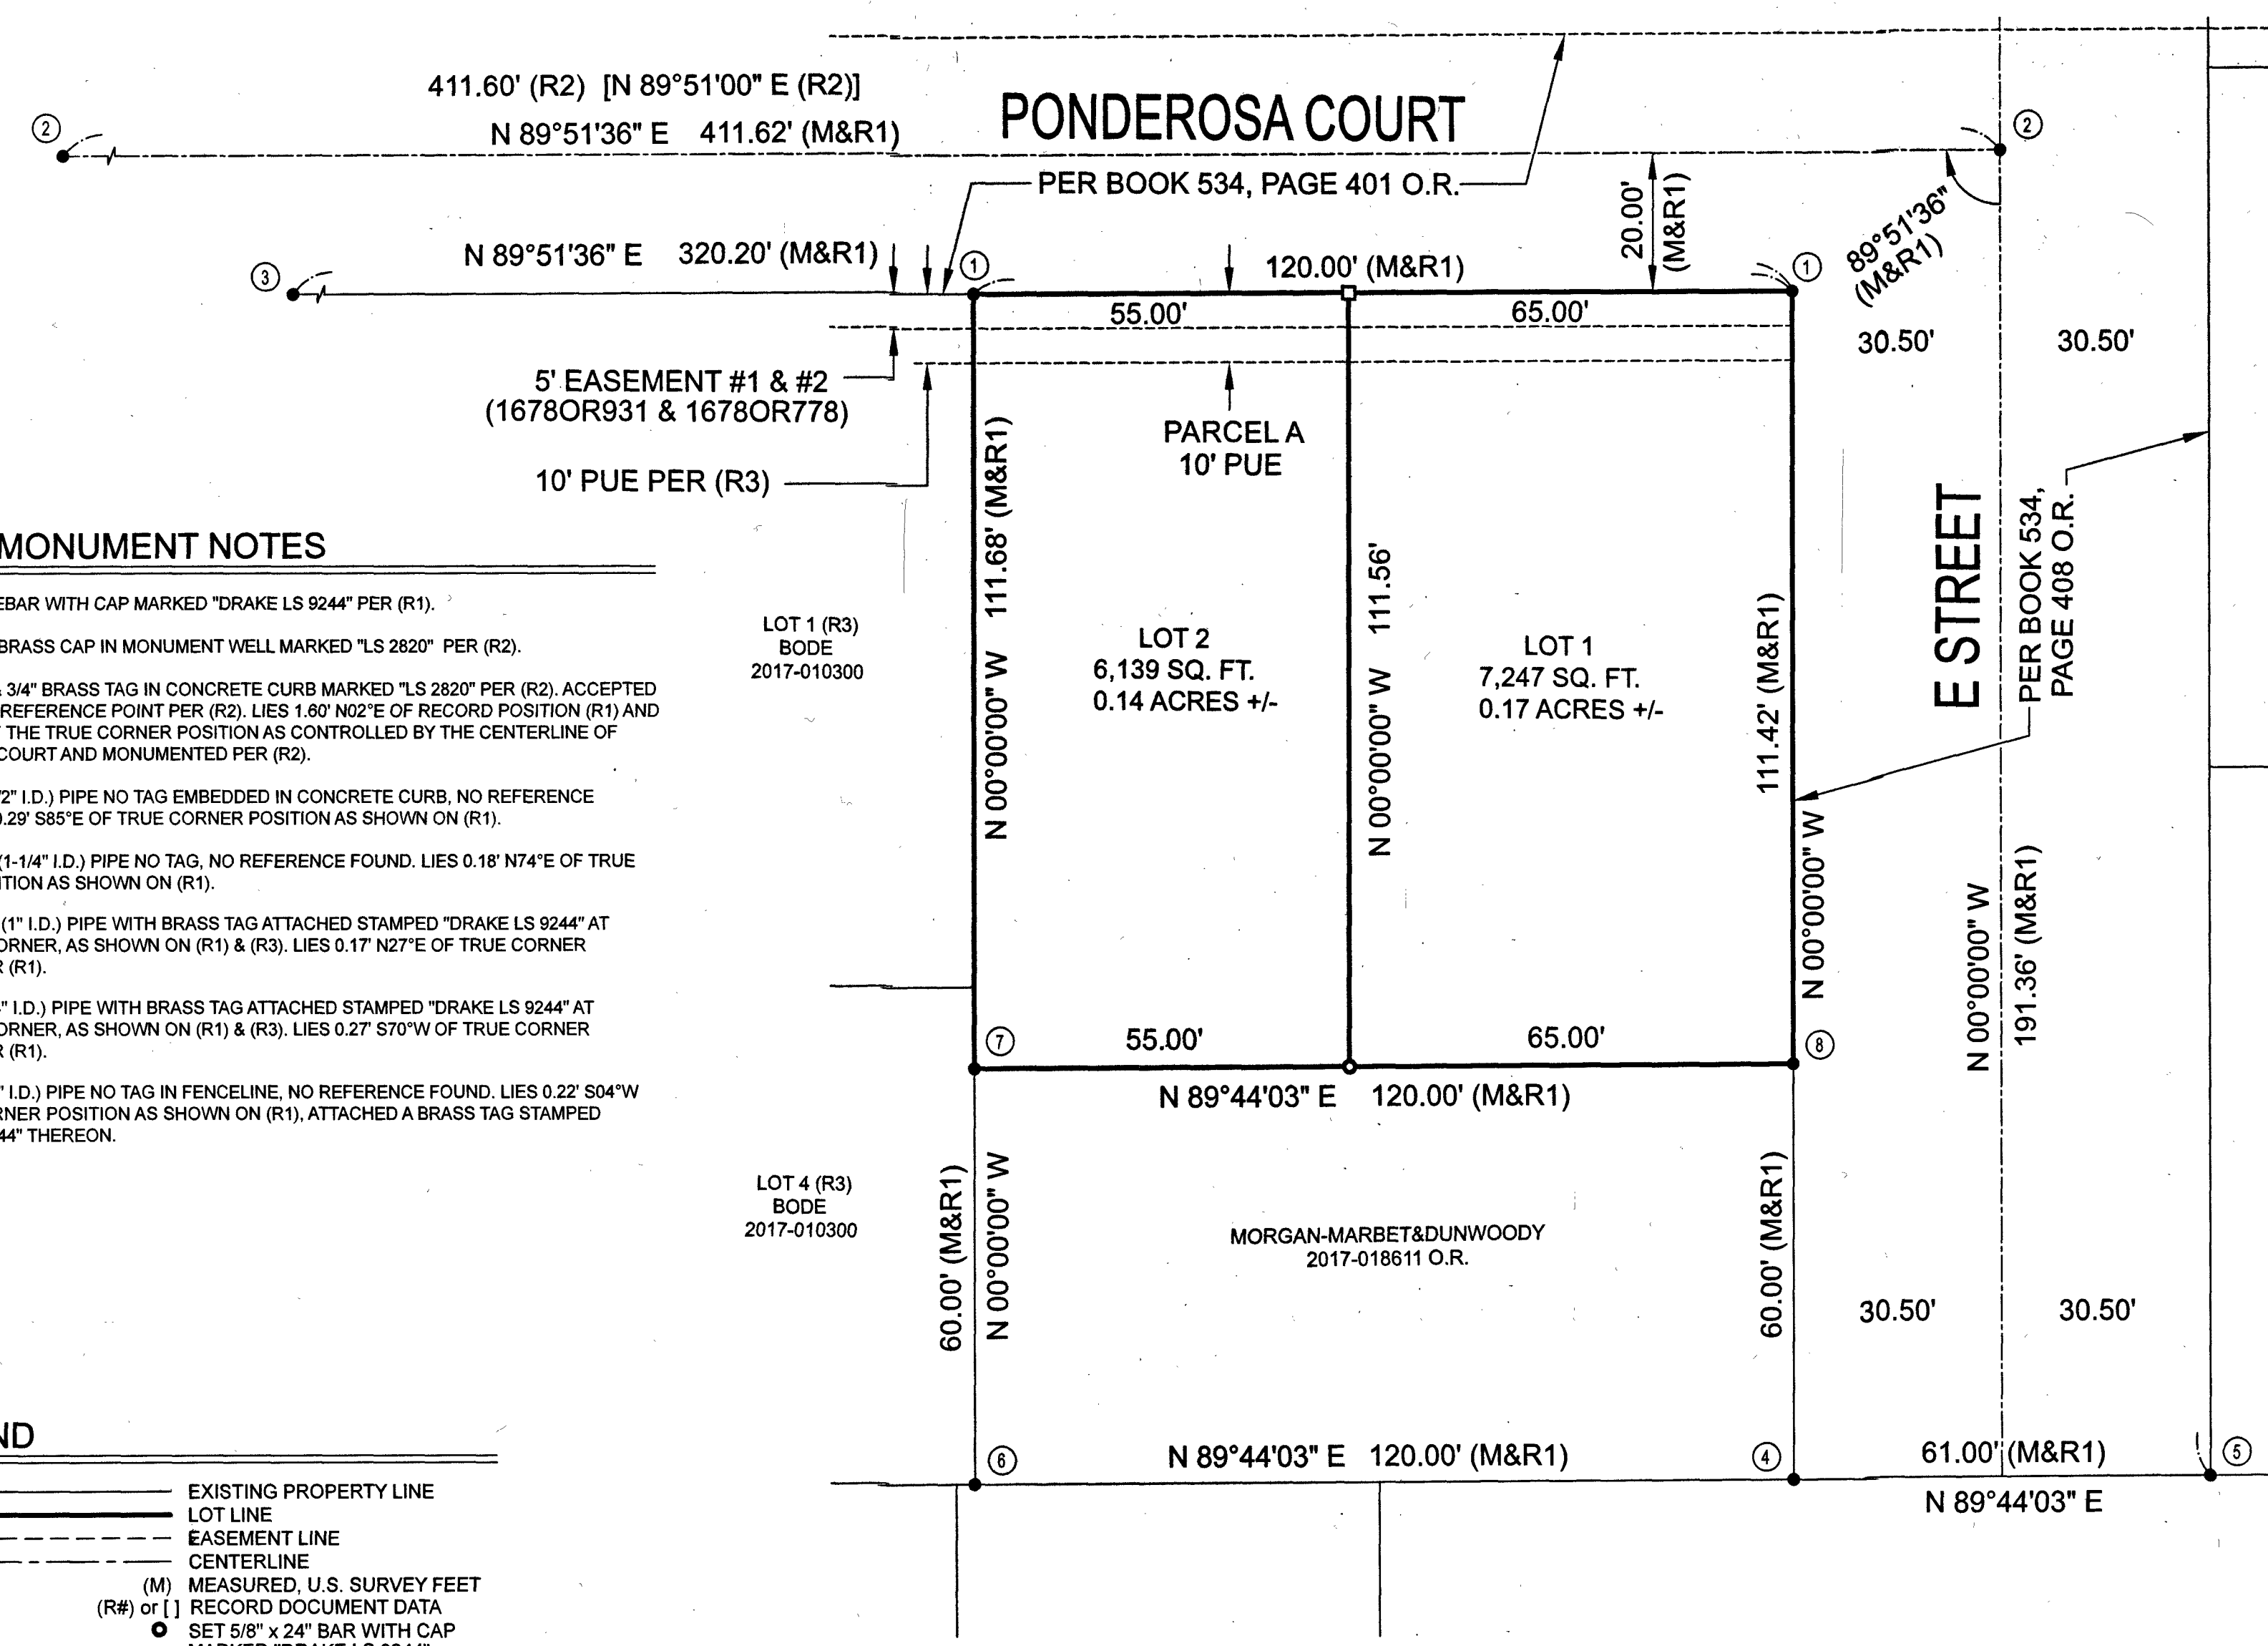 411.60' (R2) [N 89°51'00" E (R2)]
N 89°51'36" E 411.62' (M&R1)
PONDEROSA COURT
2
2
PER BOOK 534, PAGE 401 O.R.
20.00'
(M&R1)
89°51'36"
(M&R1)
N 89°51'36" E 320.20' (M&R1)
3
1
120.00' (M&R1)
1
55.00'
65.00'
30.50'
30.50'
5' EASEMENT #1 & #2
(1678OR931 & 1678OR778)
PARCEL A
10' PUE
10' PUE PER (R3)
N 00°00'00" W 111.68' (M&R1)
N 00°00'00" W 111.56'
111.42' (M&R1)
N 00°00'00" W
E STREET
PER BOOK 534,
PAGE 408 O.R.
N 00°00'00" W
191.36' (M&R1)
MONUMENT NOTES
EBAR WITH CAP MARKED "DRAKE LS 9244" PER (R1).
BRASS CAP IN MONUMENT WELL MARKED "LS 2820" PER (R2).
3/4" BRASS TAG IN CONCRETE CURB MARKED "LS 2820" PER (R2). ACCEPTED
REFERENCE POINT PER (R2). LIES 1.60' N02°E OF RECORD POSITION (R1) AND
THE TRUE CORNER POSITION AS CONTROLLED BY THE CENTERLINE OF
COURT AND MONUMENTED PER (R2).
2" I.D.) PIPE NO TAG EMBEDDED IN CONCRETE CURB, NO REFERENCE
0.29' S85°E OF TRUE CORNER POSITION AS SHOWN ON (R1).
(1-1/4" I.D.) PIPE NO TAG, NO REFERENCE FOUND. LIES 0.18' N74°E OF TRUE
ITION AS SHOWN ON (R1).
(1" I.D.) PIPE WITH BRASS TAG ATTACHED STAMPED "DRAKE LS 9244" AT
ORNER, AS SHOWN ON (R1) & (R3). LIES 0.17' N27°E OF TRUE CORNER
R (R1).
" I.D.) PIPE WITH BRASS TAG ATTACHED STAMPED "DRAKE LS 9244" AT
ORNER, AS SHOWN ON (R1) & (R3). LIES 0.27' S70°W OF TRUE CORNER
R (R1).
" I.D.) PIPE NO TAG IN FENCELINE, NO REFERENCE FOUND. LIES 0.22' S04°W
RNER POSITION AS SHOWN ON (R1), ATTACHED A BRASS TAG STAMPED
44" THEREON.
LOT 1 (R3)
BODE
2017-010300
LOT 2
6,139 SQ. FT.
0.14 ACRES +/-
LOT 1
7,247 SQ. FT.
0.17 ACRES +/-
7
55.00'
65.00'
8
N 89°44'03" E 120.00' (M&R1)
LOT 4 (R3)
BODE
2017-010300
60.00' (M&R1)
N 00°00'00" W
MORGAN-MARBET&DUNWOODY
2017-018611 O.R.
60.00' (M&R1)
30.50'
30.50'
6
N 89°44'03" E 120.00' (M&R1)
4
61.00' (M&R1)
5
N 89°44'03" E
ND
EXISTING PROPERTY LINE
LOT LINE
EASEMENT LINE
CENTERLINE
(M) MEASURED, U.S. SURVEY FEET
(R#) or [ ] RECORD DOCUMENT DATA
SET 5/8" x 24" BAR WITH CAP